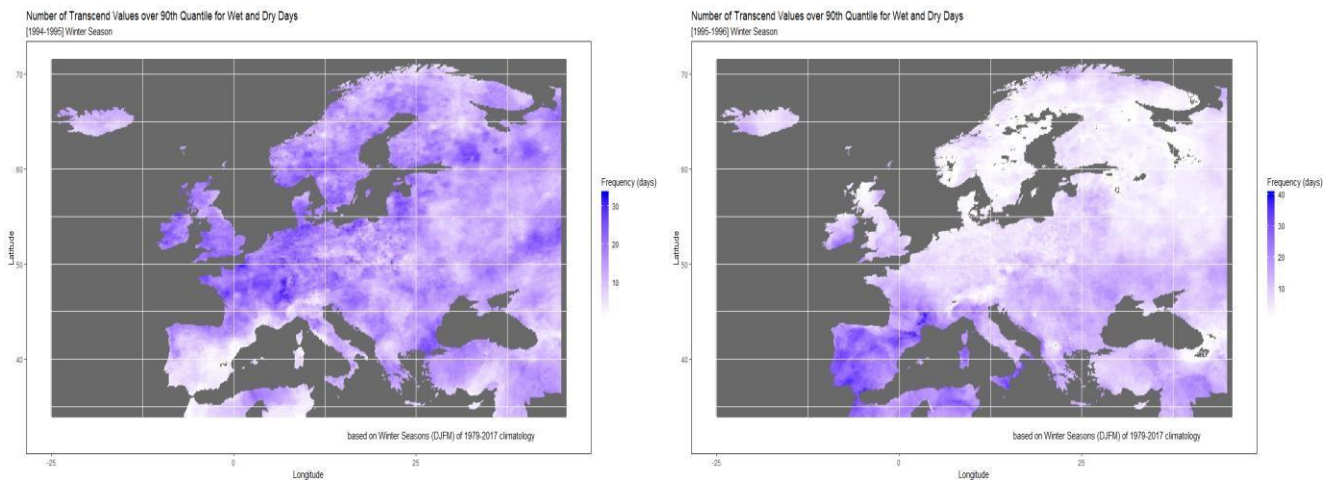 Number of Transcend Values over 90th Quantile for Wet and Dry Days
[1994-1995] Winter Season
70
60
50
40
Latitude
-25
0
25
Longitude
based on Winter Seasons (DJFM) of 1979-2017 climatology
Frequency (days)
30
20
10
Number of Transcend Values over 90th Quantile for Wet and Dry Days
[1995-1996] Winter Season
70
60
50
40
Latitude
-25
0
25
Longitude
based on Winter Seasons (DJFM) of 1979-2017 climatology
Frequency (days)
40
30
20
10